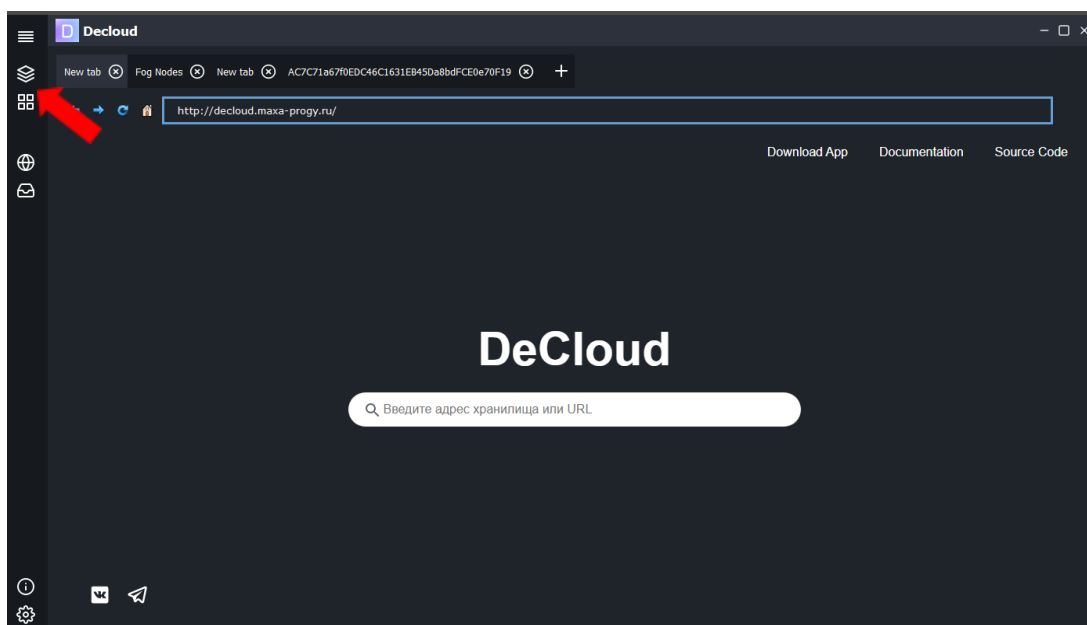 D Decloud
New tab Fog Nodes New tab AC7C71a67f0EDC46C1631EB45Da8bdFCE0e70F19
http://decloud.maxa-progy.ru/
Download App Documentation Source Code
DeCloud
Введите адрес хранилища или URL